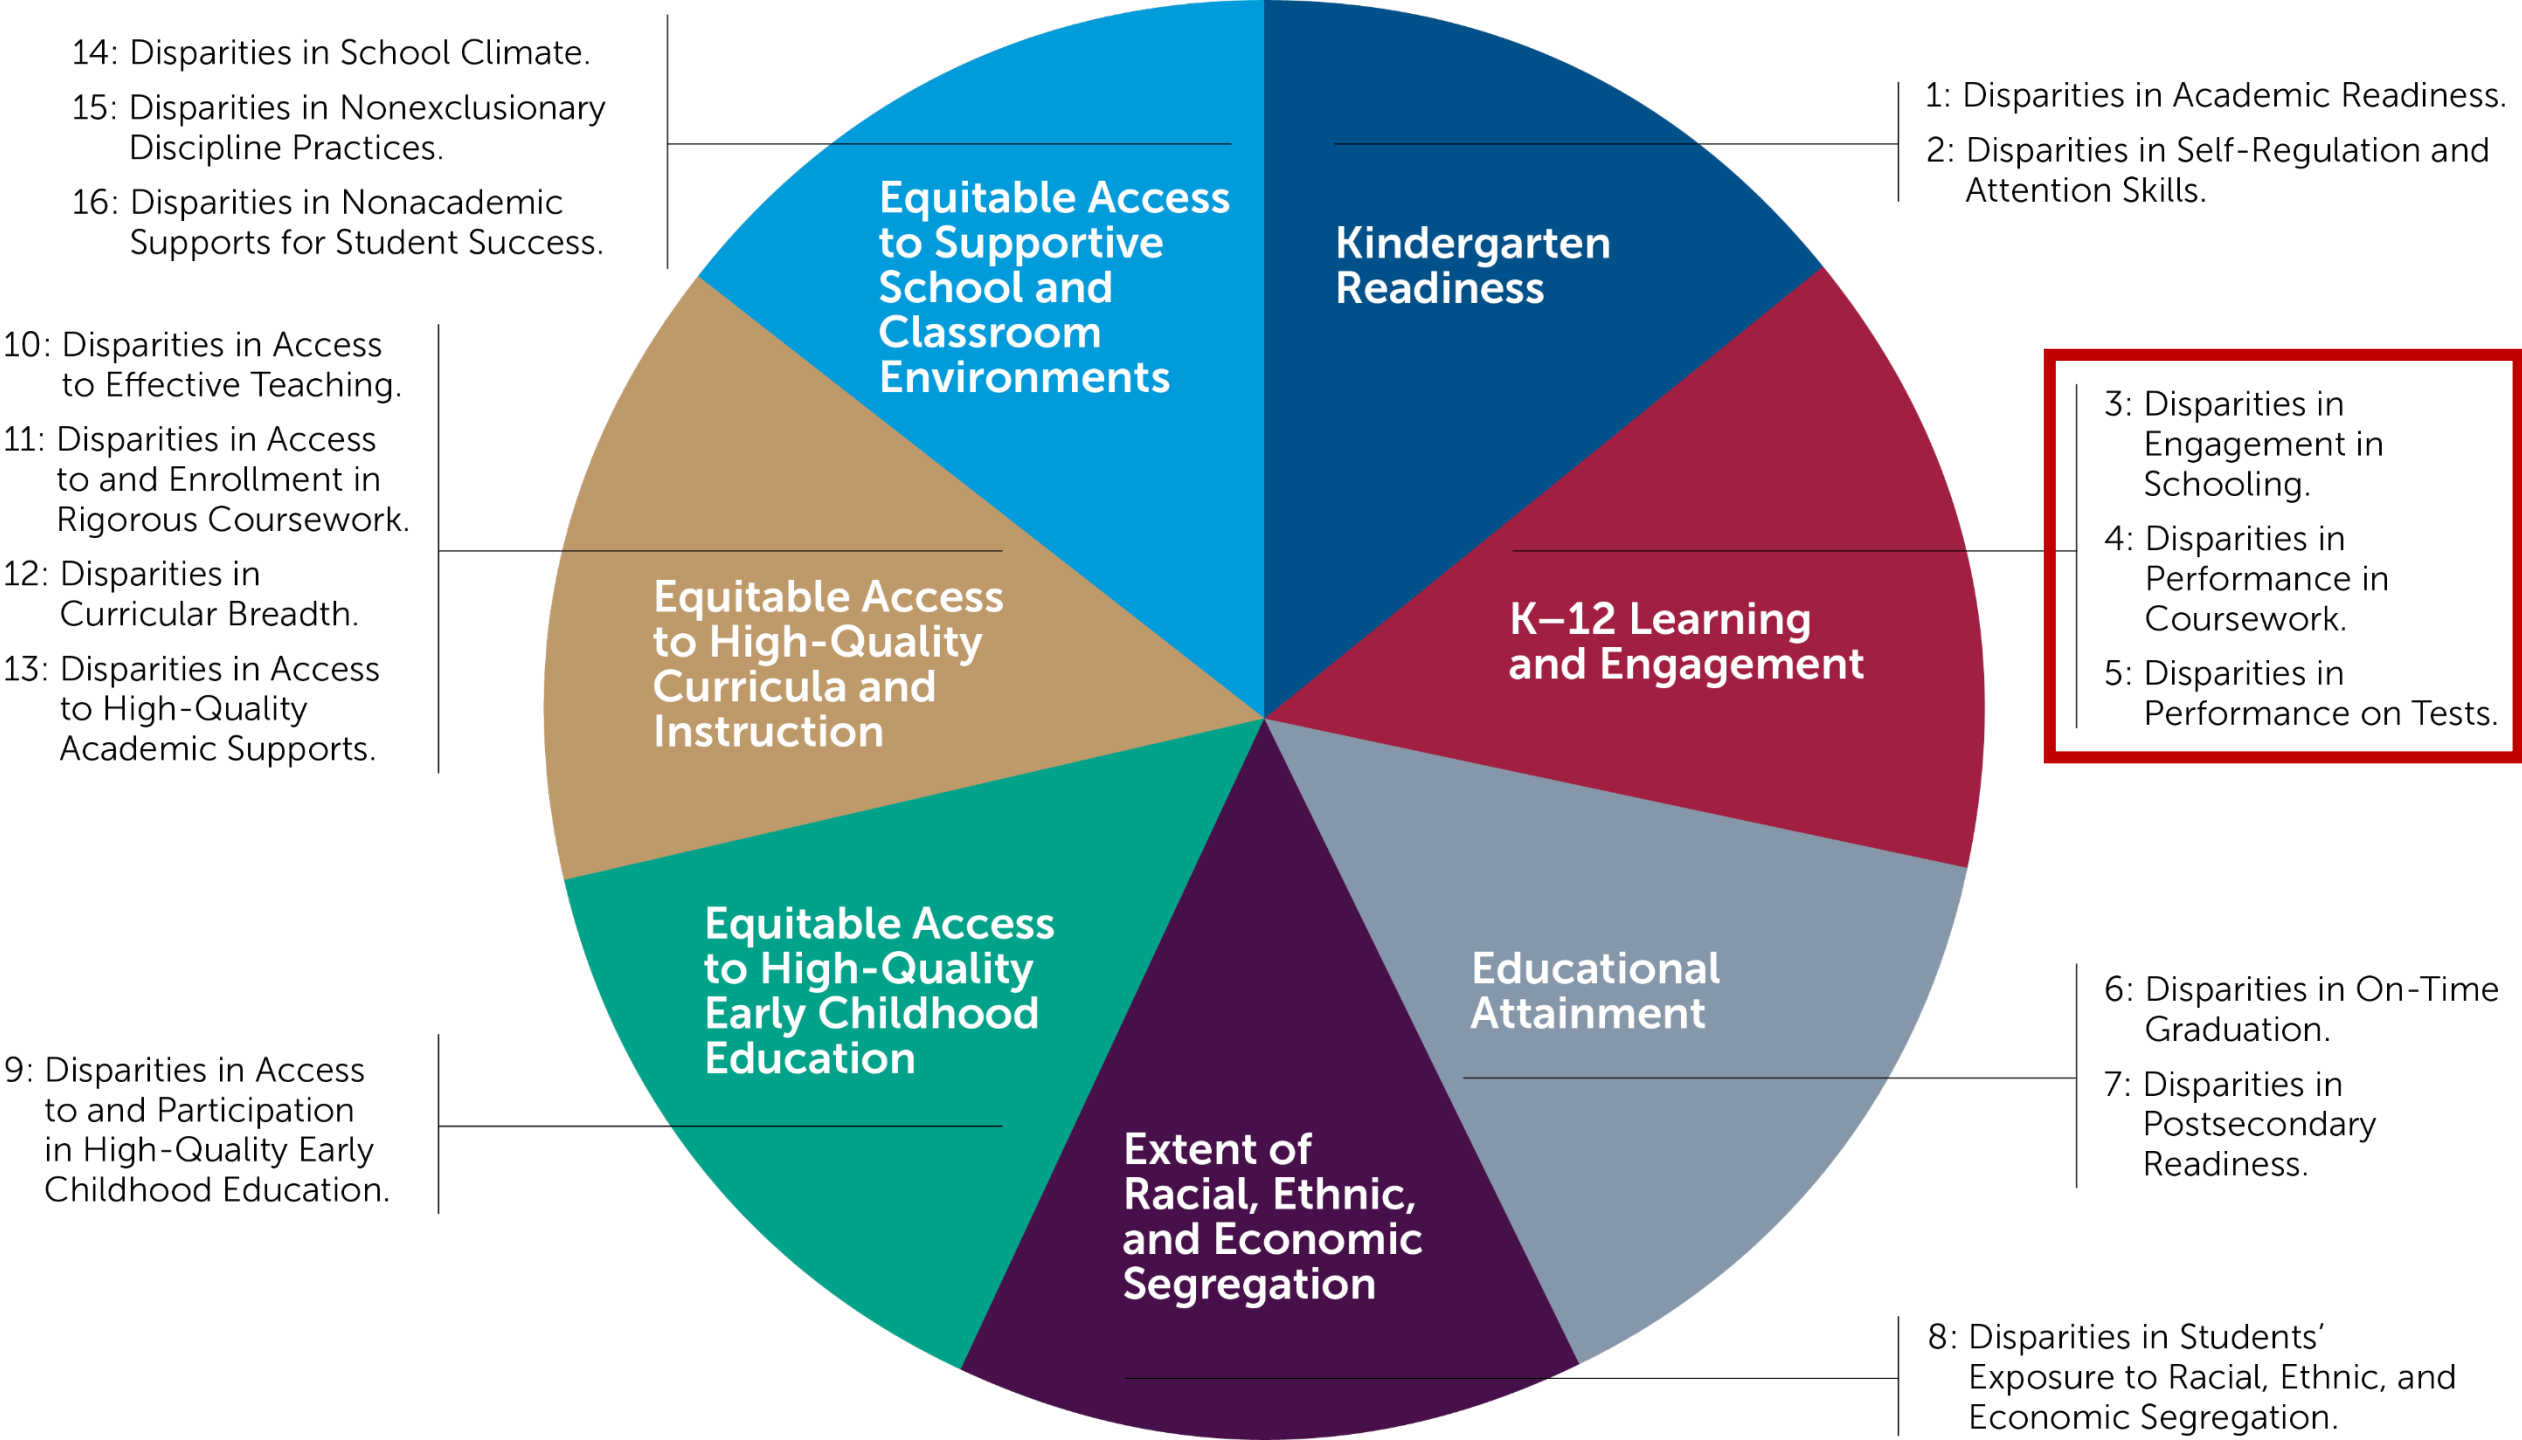 14: Disparities in School Climate.
15: Disparities in Nonexclusionary
Discipline Practices.
16: Disparities in Nonacademic
Supports for Student Success.
Equitable Access
to Supportive
School and
Classroom
Environments
Kindergarten
Readiness
1: Disparities in Academic Readiness.
2: Disparities in Self-Regulation and
Attention Skills.
10: Disparities in Access
to Effective Teaching.
11: Disparities in Access
to and Enrollment in
Rigorous Coursework.
12: Disparities in
Curricular Breadth.
13: Disparities in Access
to High-Quality
Academic Supports.
Equitable Access
to High-Quality
Curricula and
Instruction
K–12 Learning
and Engagement
3: Disparities in
Engagement in
Schooling.
4: Disparities in
Performance in
Coursework.
5: Disparities in
Performance on Tests.
9: Disparities in Access
to and Participation
in High-Quality Early
Childhood Education.
Equitable Access
to High-Quality
Early Childhood
Education
Educational
Attainment
6: Disparities in On-Time
Graduation.
7: Disparities in
Postsecondary
Readiness.
Extent of
Racial, Ethnic,
and Economic
Segregation
8: Disparities in Students’
Exposure to Racial, Ethnic, and
Economic Segregation.